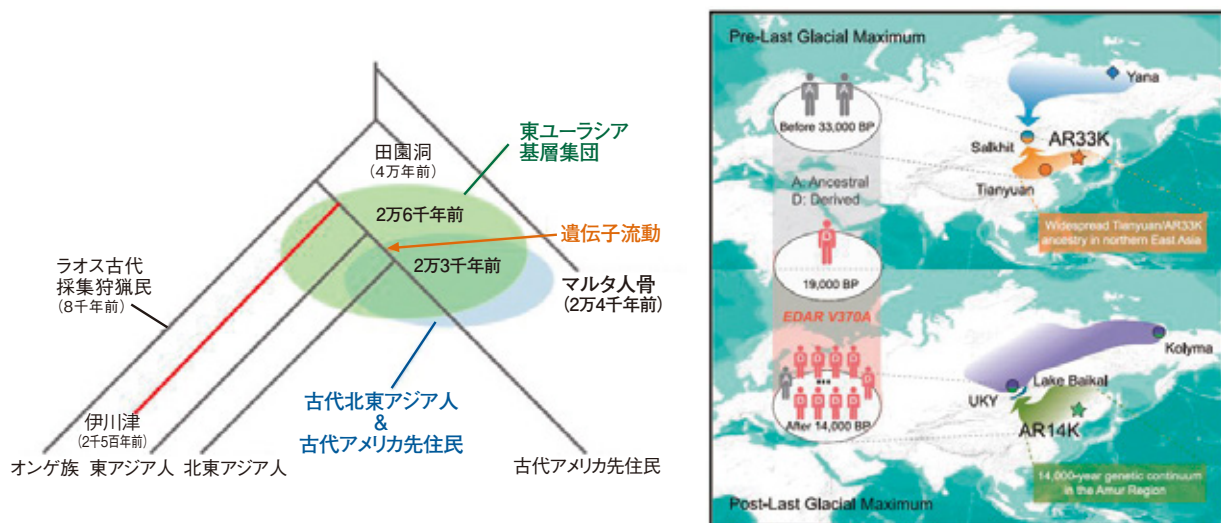 東ユーラシア
基層集団
田園洞
(4万年前)
2万6千年前
遺伝子流動
2万3千年前
ラオス古代
採集狩猟民
(8千年前)
マルタ人骨
(2万4千年前)
古代北東アジア人
&
古代アメリカ先住民
伊川津
(2千5百年前)
オンゲ族 東アジア人 北東アジア人 古代アメリカ先住民
Pre-Last Glacial Maximum
Yana
A A
Before 33,000 BP
Salkhit
AR33K
Tianyuan
A: Ancestral
D: Derived
Widespread Tianyuan/AR33K
ancestry in northern East Asia
D
19,000 BP
EDAR V370A
Kolyma
D D D D
Lake Baikal
A ... D
UKY
D D D D
After 14,000 BP
AR14K
14,000-year genetic continuum
in the Amur Region
Post-Last Glacial Maximum